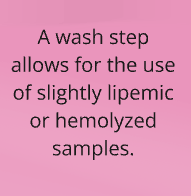 A wash step
allows for the use
of slightly lipemic
or hemolyzed
samples.